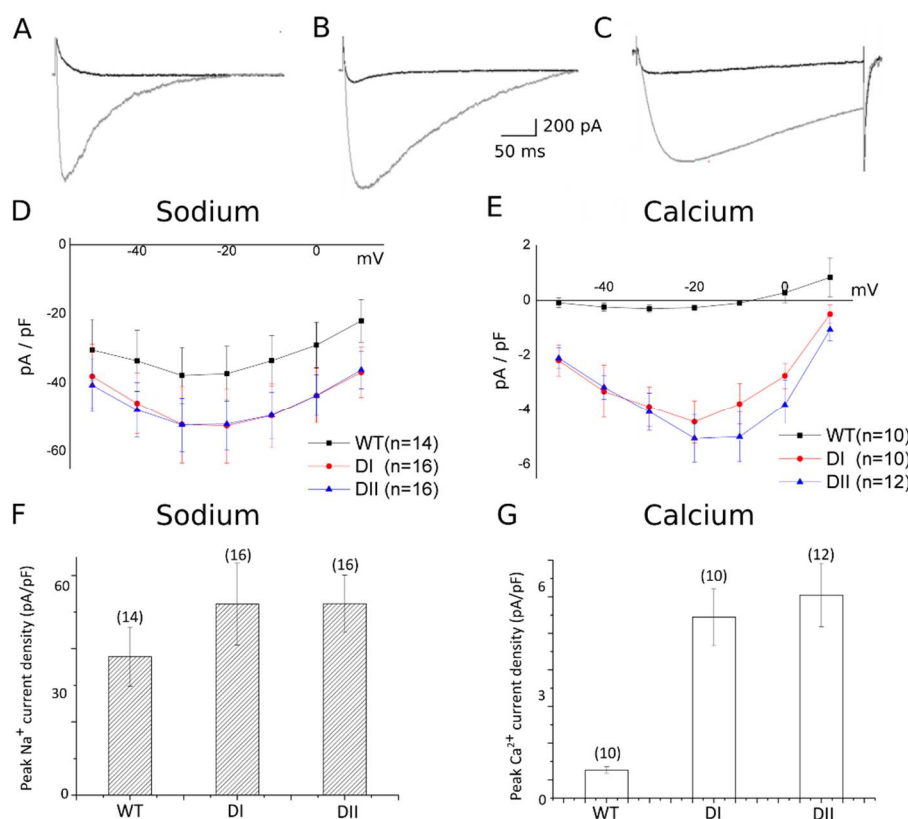 A
B
C
200 pA
50 ms
D
Sodium
E
Calcium
0
-20
-40
-60
-40
-20
0
mV
pA / pF
WT(n=14)
DI (n=16)
DII (n=16)
2
0
-2
-4
-6
-40
-20
0
mV
pA / pF
WT(n=10)
DI (n=10)
DII (n=12)
F
Sodium
G
Calcium
Peak Na+ current density (pA/pF)
60
30
0
(14)
(16)
(16)
WT
DI
DII
Peak Ca2+ current density (pA/pF)
6
3
0
(10)
(10)
(12)
WT
DI
DII